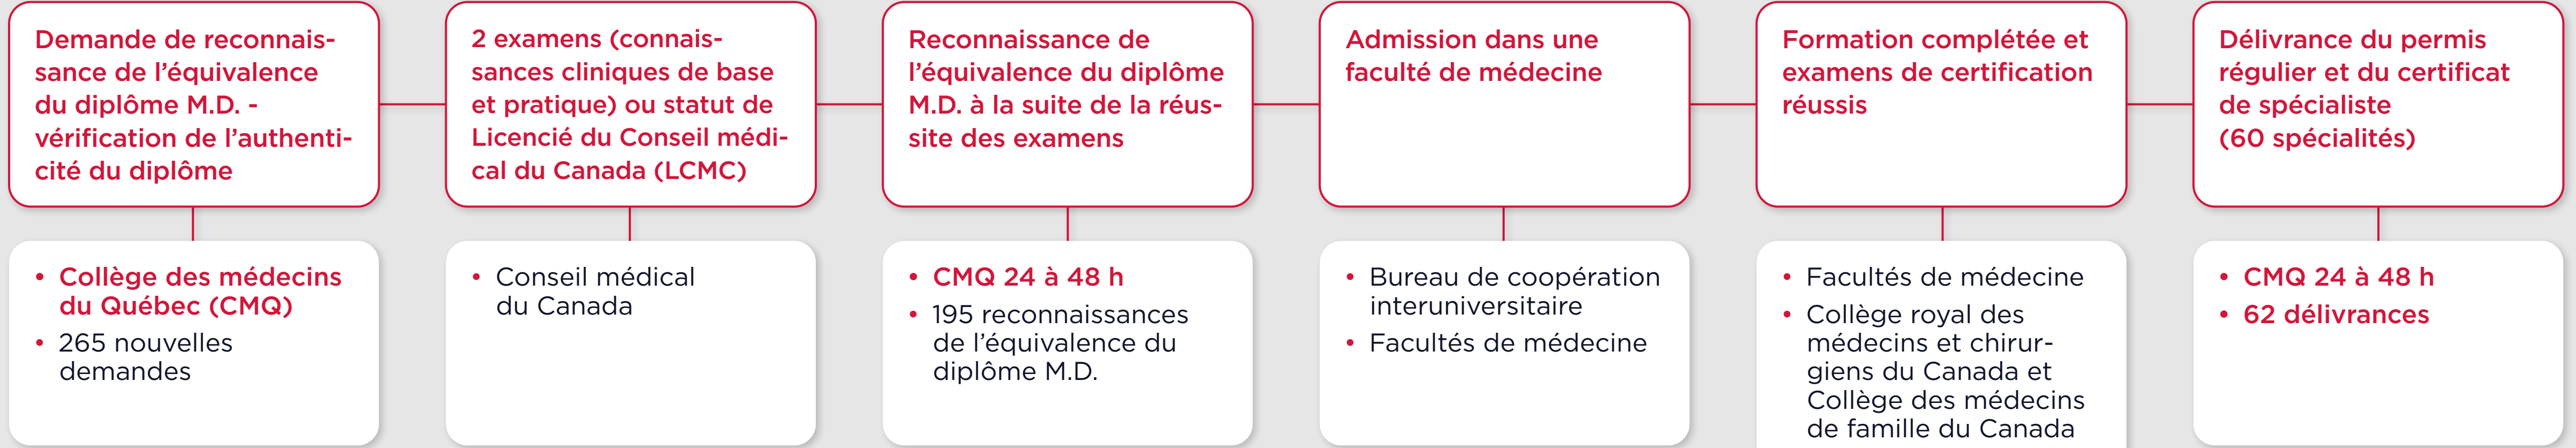 Demande de reconnais-
sance de l’équivalence
du diplôme M.D. -
vérification de l’authenti-
cité du diplôme
2 examens (connais-
sances cliniques de base
et pratique) ou statut de
Licencié du Conseil médi-
cal du Canada (LCMC)
Reconnaissance de
l’équivalence du diplôme
M.D. à la suite de la réus-
site des examens
Admission dans une
faculté de médecine
Formation complétée et
examens de certification
réussis
Délivrance du permis
régulier et du certificat
de spécialiste
(60 spécialités)
• Collège des médecins
du Québec (CMQ)
• 265 nouvelles
demandes
• Conseil médical
du Canada
• CMQ 24 à 48 h
• 195 reconnaissances
de l’équivalence du
diplôme M.D.
• Bureau de coopération
interuniversitaire
• Facultés de médecine
• Facultés de médecine
• Collège royal des
médecins et chirur-
giens du Canada et
Collège des médecins
de famille du Canada
• CMQ 24 à 48 h
• 62 délivrances